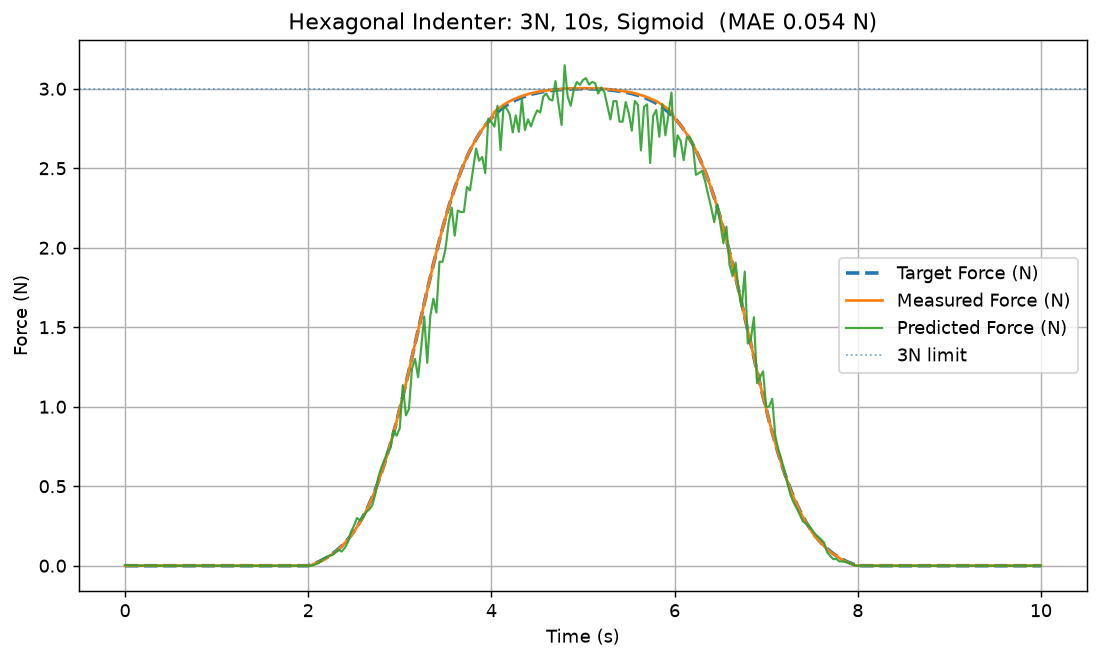 Hexagonal Indenter: 3N, 10s, Sigmoid  (MAE 0.054 N)
Force (N)
3.0
2.5
2.0
1.5
1.0
0.5
0.0
Target Force (N)
Measured Force (N)
Predicted Force (N)
3N limit
0 2 4 6 8 10
Time (s)